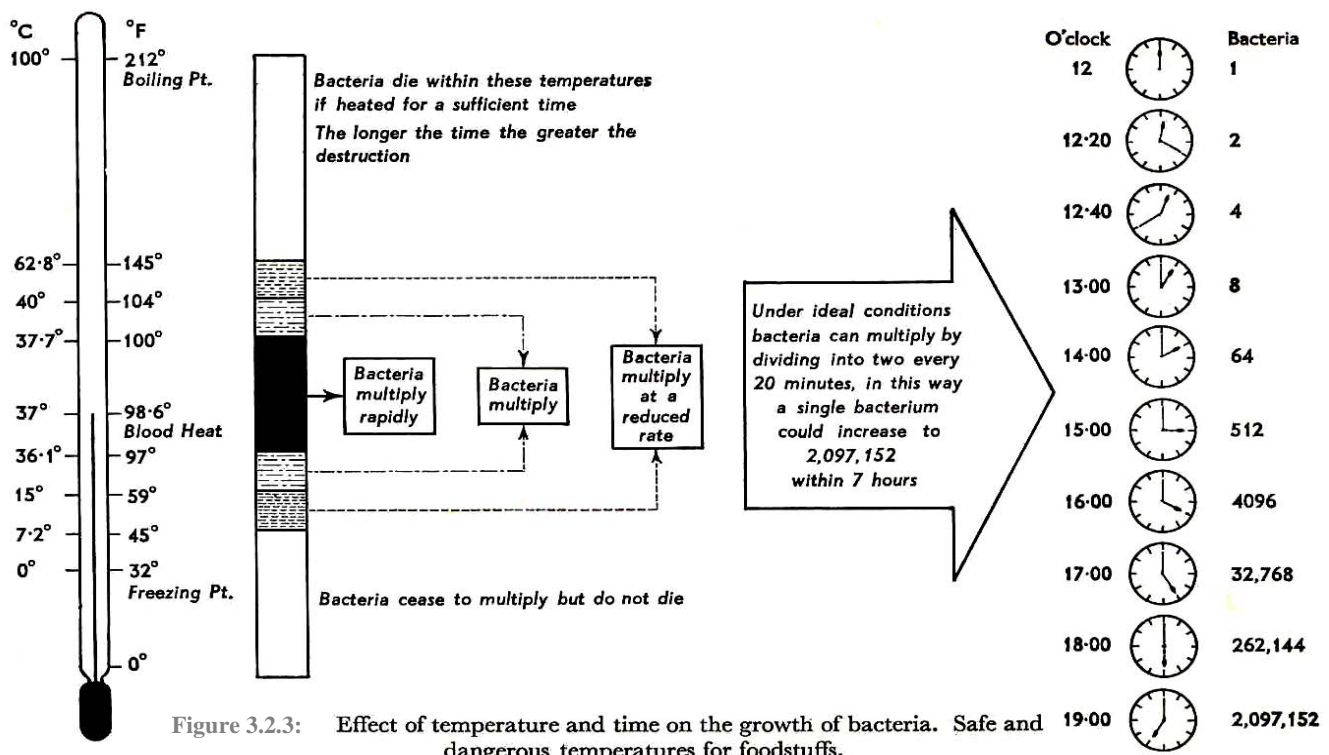 °C
°F
100°
212°
Boiling Pt.
62·8°
145°
40°
104°
37·7°
100°
37°
98·6°
Blood Heat
36·1°
97°
15°
59°
7·2°
45°
0°
32°
Freezing Pt.
0°
Bacteria die within these temperatures
if heated for a sufficient time
The longer the time the greater the
destruction
Bacteria
multiply
rapidly
Bacteria
multiply
Bacteria
multiply
at a
reduced
rate
Bacteria cease to multiply but do not die
Under ideal conditions
bacteria can multiply by
dividing into two every
20 minutes, in this way
a single bacterium
could increase to
2,097,152
within 7 hours
O'clock
Bacteria
12
1
12·20
2
12·40
4
13·00
8
14·00
64
15·00
512
16·00
4096
17·00
32,768
18·00
262,144
19·00
2,097,152
Figure 3.2.3: Effect of temperature and time on the growth of bacteria. Safe and
dangerous temperatures for foodstuffs.